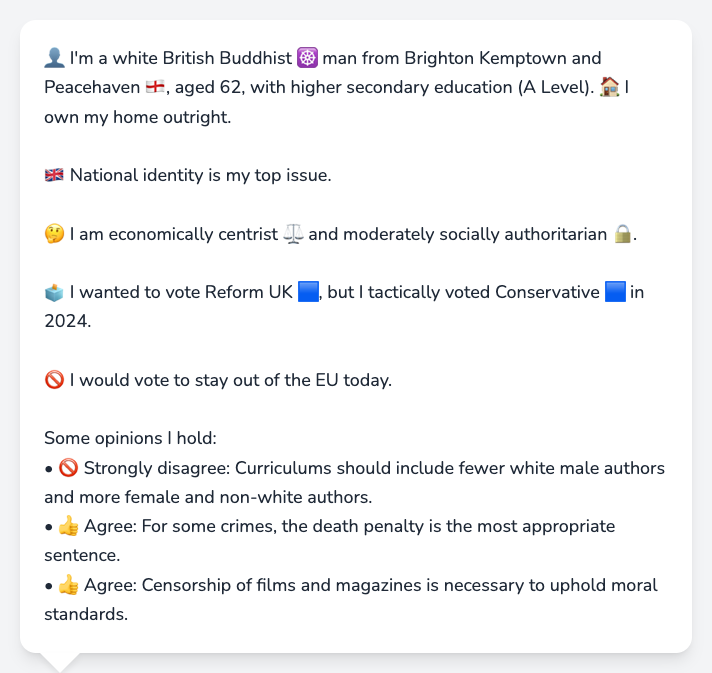 👤 I'm a white British Buddhist ☸️ man from Brighton Kemptown and
Peacehaven 🏴󠁧󠁢󠁥󠁮󠁧󠁿, aged 62, with higher secondary education (A Level). 🏠 I
own my home outright.
🇬🇧 National identity is my top issue.
🤔 I am economically centrist ⚖️ and moderately socially authoritarian 🔒.
🗳️ I wanted to vote Reform UK 🟦, but I tactically voted Conservative 🟦 in
2024.
🚫 I would vote to stay out of the EU today.
Some opinions I hold:
• 🚫 Strongly disagree: Curriculums should include fewer white male authors
and more female and non-white authors.
• 👍 Agree: For some crimes, the death penalty is the most appropriate
sentence.
• 👍 Agree: Censorship of films and magazines is necessary to uphold moral
standards.